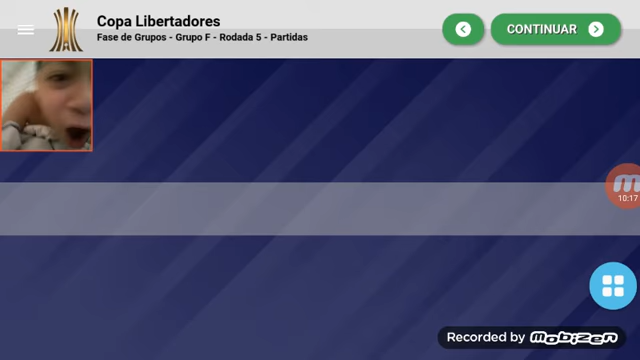 Copa Libertadores
Fase de Grupos - Grupo F - Rodada 5 - Partidas
CONTINUAR
10:17
Recorded by mobizen